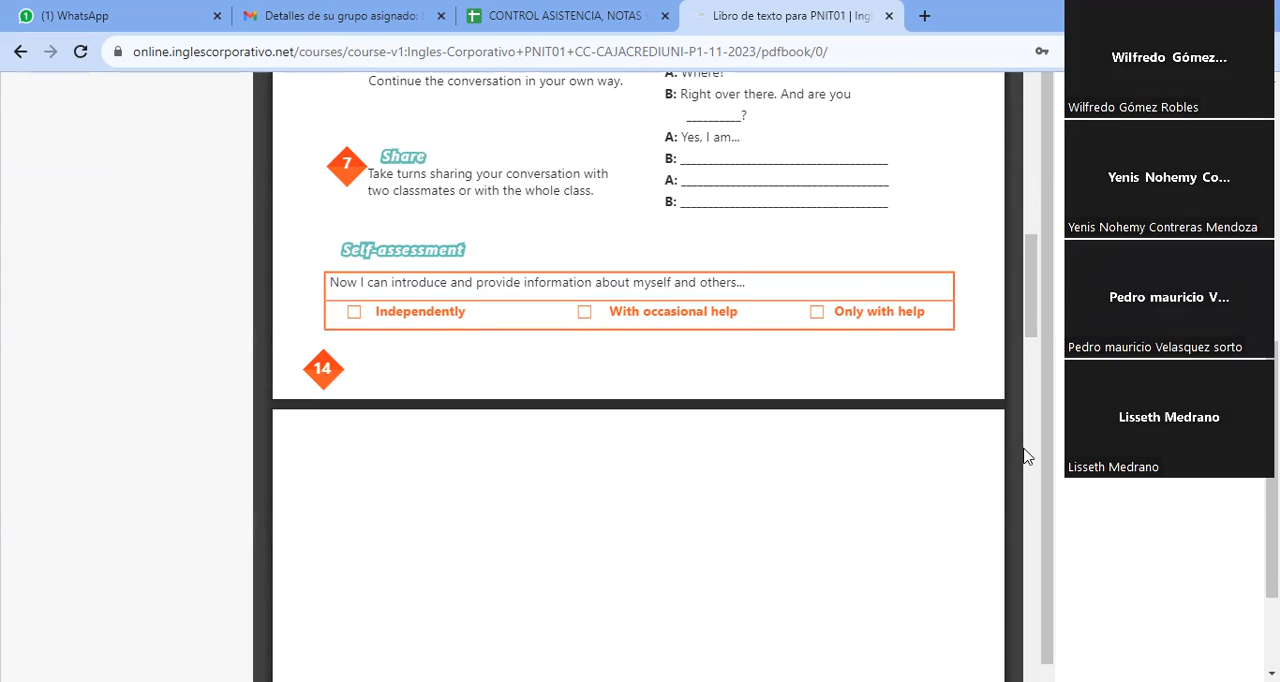 (1) WhatsApp
Detalles de su grupo asignado:
CONTROL ASISTENCIA, NOTAS
Libro de texto para PNIT01 | Ing
online.inglescorporativo.net/courses/course-v1:Ingles-Corporativo+PNIT01+CC-CAJACREDIUNI-P1-11-2023/pdfbook/0/
Continue the conversation in your own way.
7
Share
Take turns sharing your conversation with
two classmates or with the whole class.
A: Where?
B: Right over there. And are you
__________?
A: Yes, I am...
B: ______________________________
A: ______________________________
B: ______________________________
Self-assessment
Now I can introduce and provide information about myself and others...
Independently
With occasional help
Only with help
14
Wilfredo Gómez...
Wilfredo Gómez Robles
Yenis Nohemy Co...
Yenis Nohemy Contreras Mendoza
Pedro mauricio V...
Pedro mauricio Velasquez sorto
Lisseth Medrano
Lisseth Medrano